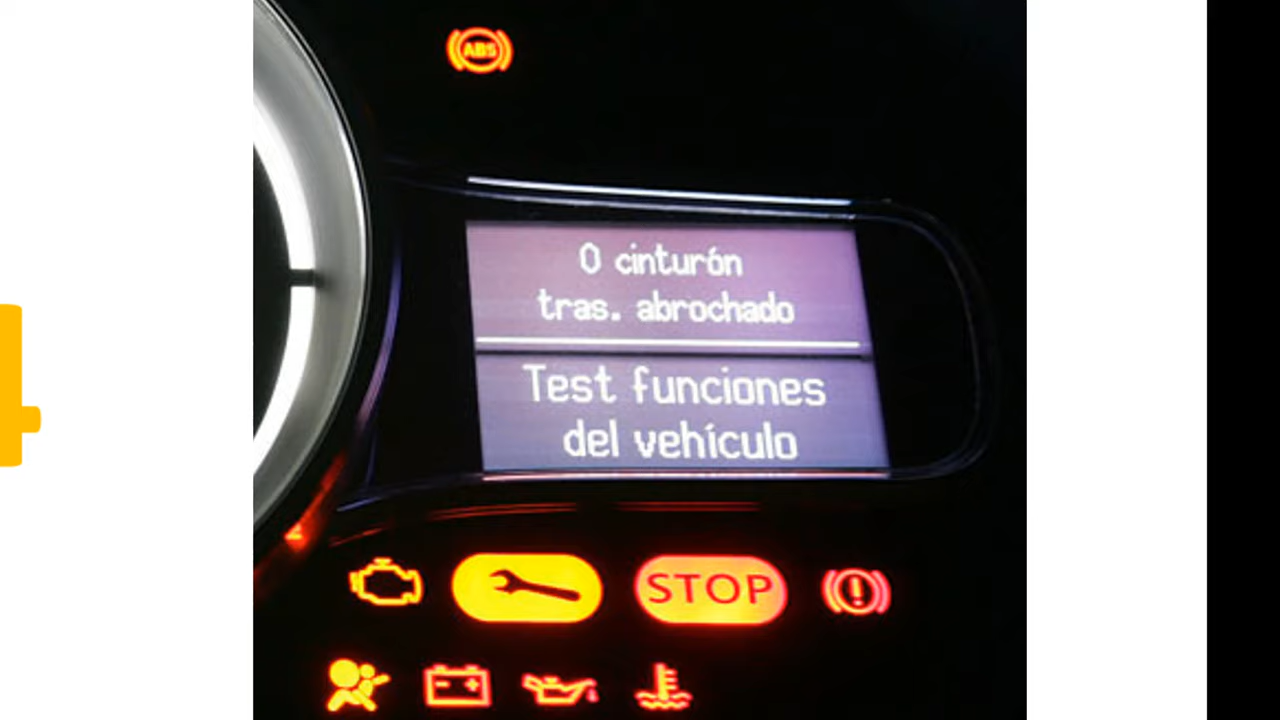 ABS
0 cinturón
tras. abrochado
Test funciones
del vehículo
STOP